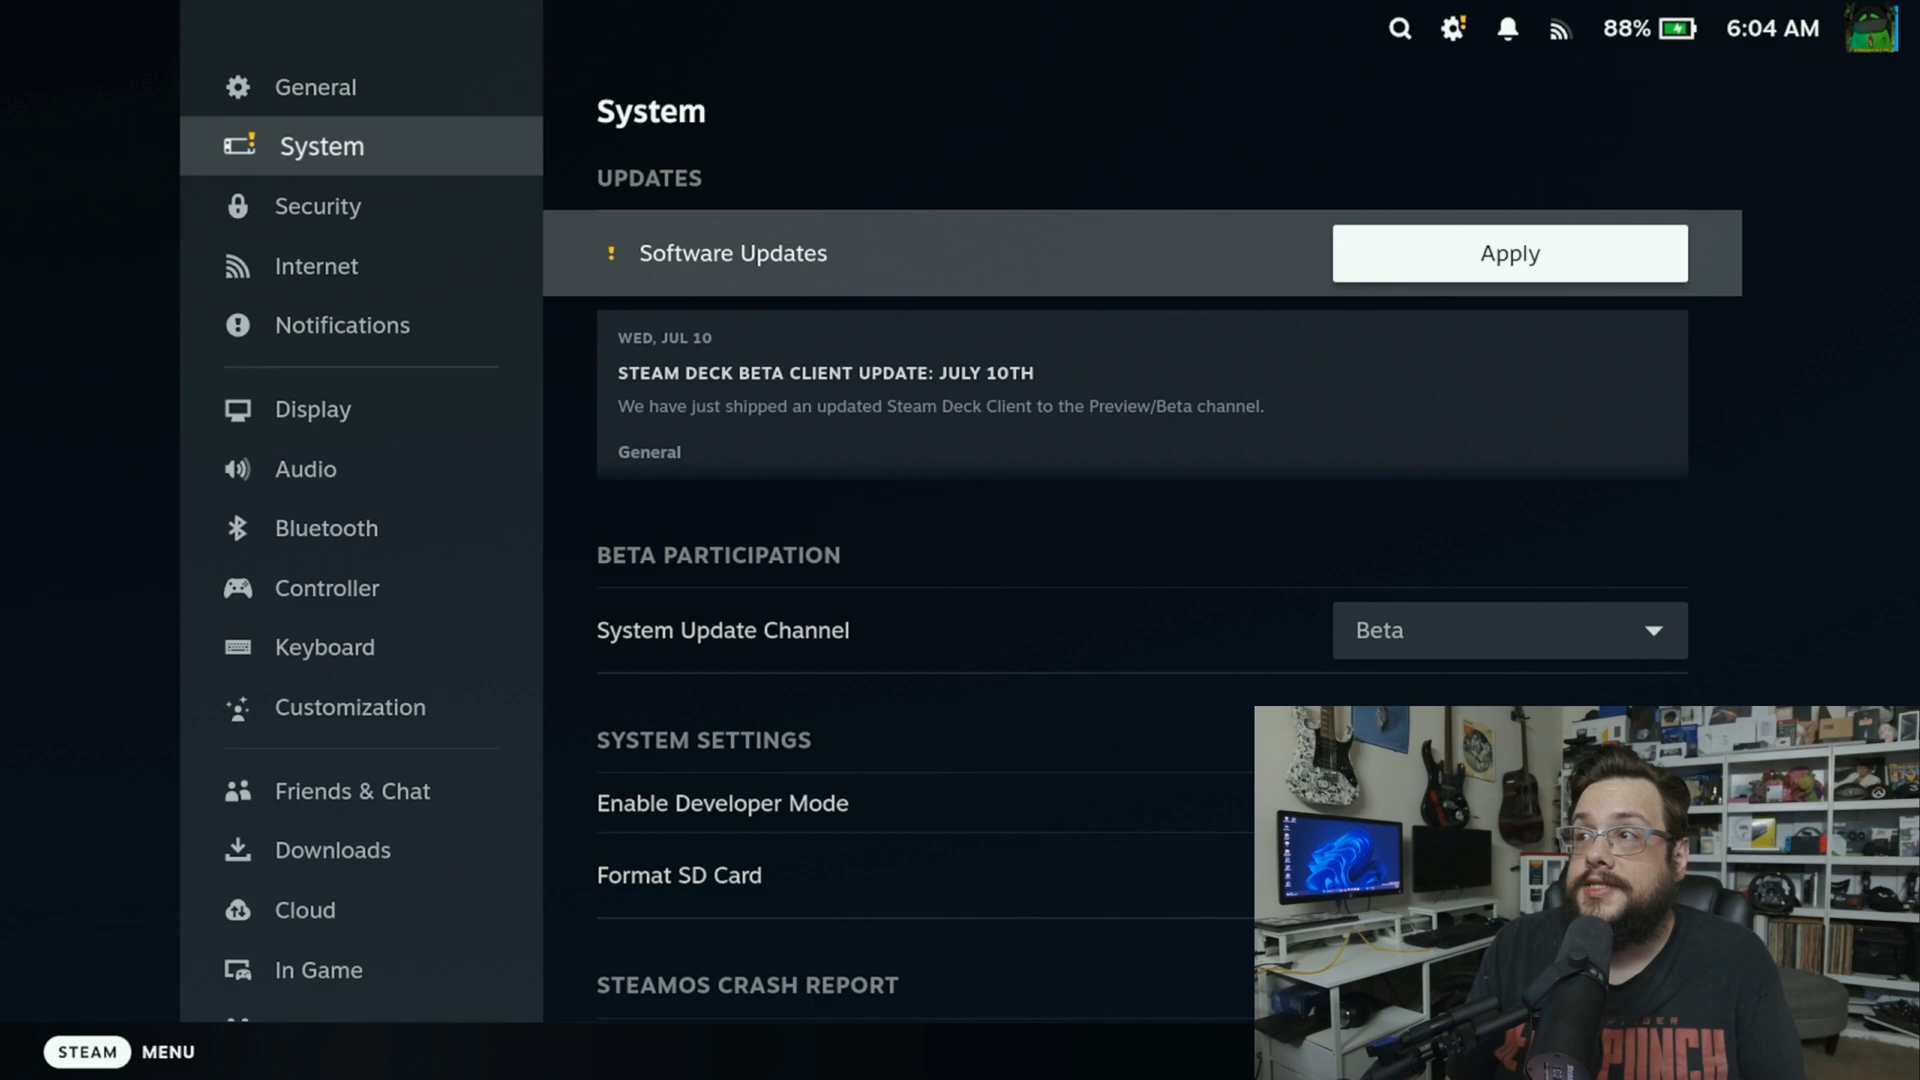 88%
6:04 AM
General
System
Security
Internet
Notifications
Display
Audio
Bluetooth
Controller
Keyboard
Customization
Friends & Chat
Downloads
Cloud
In Game
System
UPDATES
! Software Updates
Apply
WED, JUL 10
STEAM DECK BETA CLIENT UPDATE: JULY 10TH
We have just shipped an updated Steam Deck Client to the Preview/Beta channel.
General
BETA PARTICIPATION
System Update Channel
Beta
SYSTEM SETTINGS
Enable Developer Mode
Format SD Card
STEAMOS CRASH REPORT
PUNCH
STEAM MENU